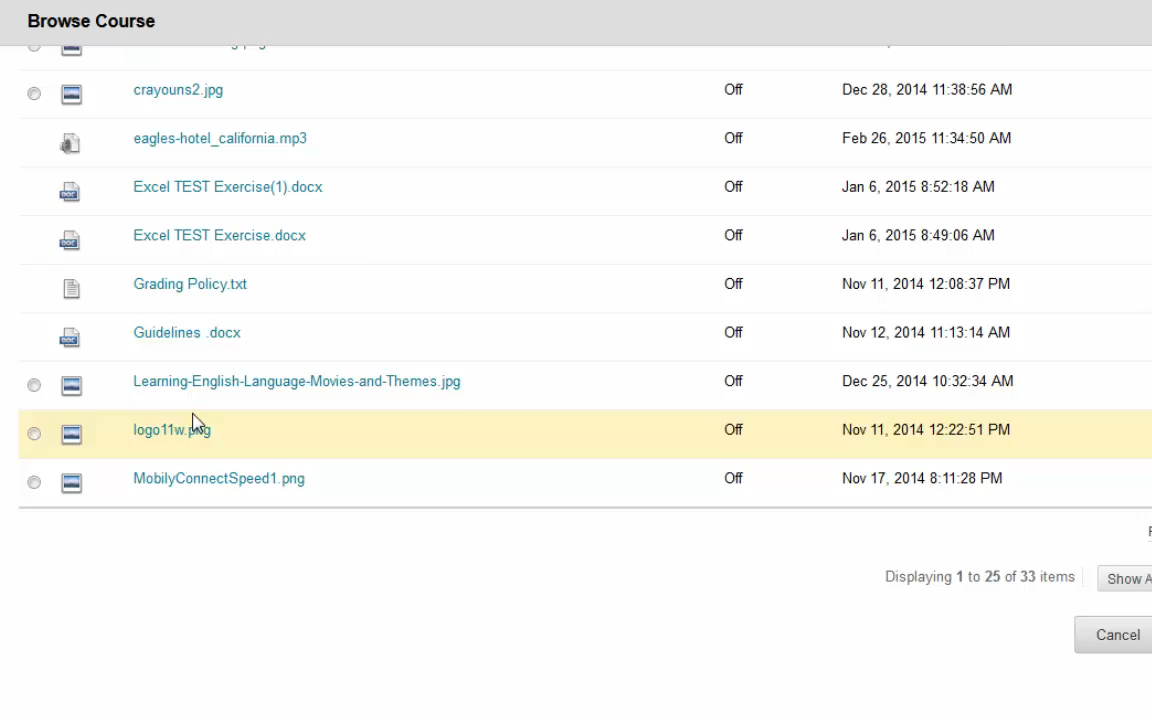 Browse Course
crayouns2.jpg Off Dec 28, 2014 11:38:56 AM
eagles-hotel_california.mp3 Off Feb 26, 2015 11:34:50 AM
Excel TEST Exercise(1).docx Off Jan 6, 2015 8:52:18 AM
Excel TEST Exercise.docx Off Jan 6, 2015 8:49:06 AM
Grading Policy.txt Off Nov 11, 2014 12:08:37 PM
Guidelines .docx Off Nov 12, 2014 11:13:14 AM
Learning-English-Language-Movies-and-Themes.jpg Off Dec 25, 2014 10:32:34 AM
logo11w.png Off Nov 11, 2014 12:22:51 PM
MobilyConnectSpeed1.png Off Nov 17, 2014 8:11:28 PM
Displaying 1 to 25 of 33 items Show A
Cancel